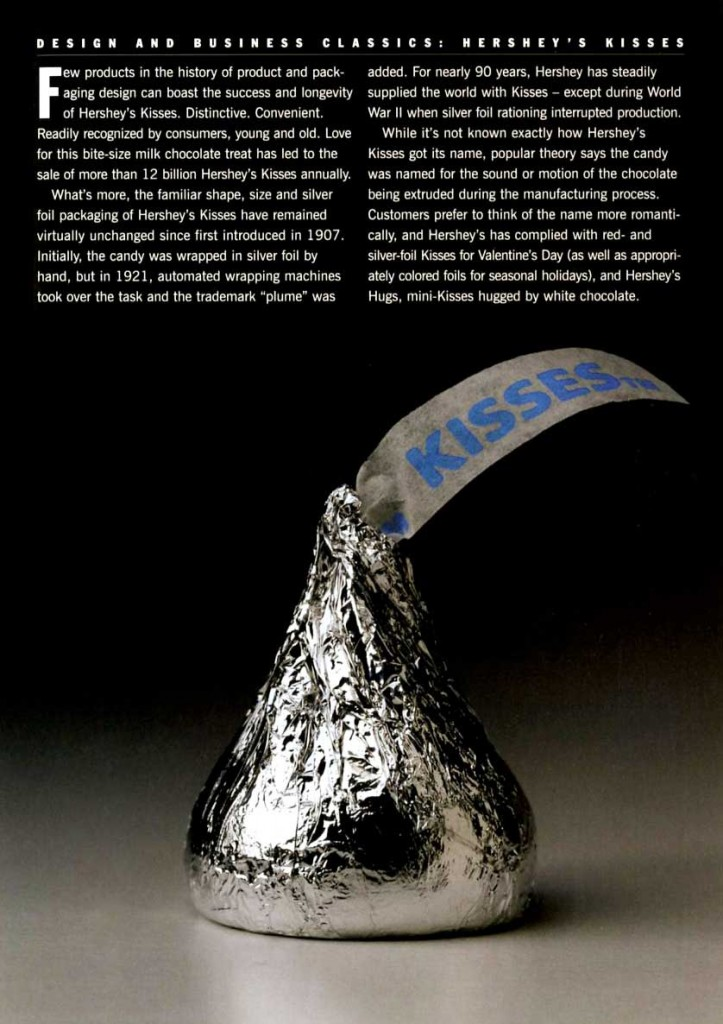 DESIGN AND BUSINESS CLASSICS: HERSHEY'S KISSES
Few products in the history of product and pack-
aging design can boast the success and longevity
of Hershey's Kisses. Distinctive. Convenient.
Readily recognized by consumers, young and old. Love
for this bite-size milk chocolate treat has led to the
sale of more than 12 billion Hershey's Kisses annually.
What's more, the familiar shape, size and silver
foil packaging of Hershey's Kisses have remained
virtually unchanged since first introduced in 1907.
Initially, the candy was wrapped in silver foil by
hand, but in 1921, automated wrapping machines
took over the task and the trademark “plume” was
added. For nearly 90 years, Hershey has steadily
supplied the world with Kisses – except during World
War II when silver foil rationing interrupted production.
While it's not known exactly how Hershey's
Kisses got its name, popular theory says the candy
was named for the sound or motion of the chocolate
being extruded during the manufacturing process.
Customers prefer to think of the name more romanti-
cally, and Hershey's has complied with red- and
silver-foil Kisses for Valentine's Day (as well as appropri-
ately colored foils for seasonal holidays), and Hershey's
Hugs, mini-Kisses hugged by white chocolate.
KISSES™